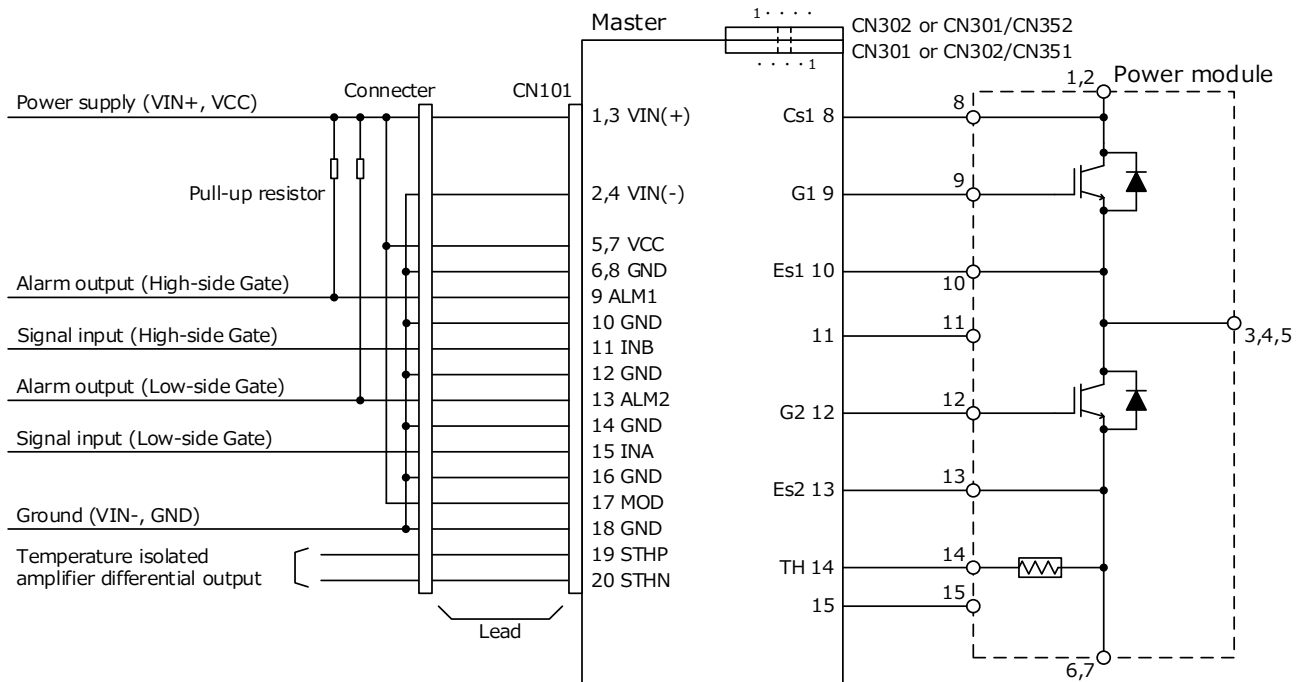 Master
1 · · · ·
CN302 or CN301/CN352
CN301 or CN302/CN351
· · · · 1
Power supply (VIN+, VCC)
Connecter
CN101
1,3 VIN(+)
Cs1 8
8
1,2
Power module
Pull-up resistor
2,4 VIN(-)
G1 9
9
5,7 VCC
6,8 GND
Es1 10
10
Alarm output (High-side Gate)
9 ALM1
10 GND
Signal input (High-side Gate)
11 INB
11
11
3,4,5
12 GND
Alarm output (Low-side Gate)
13 ALM2
G2 12
12
14 GND
Signal input (Low-side Gate)
15 INA
16 GND
Es2 13
13
17 MOD
Ground (VIN-, GND)
18 GND
Temperature isolated
amplifier differential output
19 STHP
20 STHN
TH 14
14
15
15
Lead
6,7